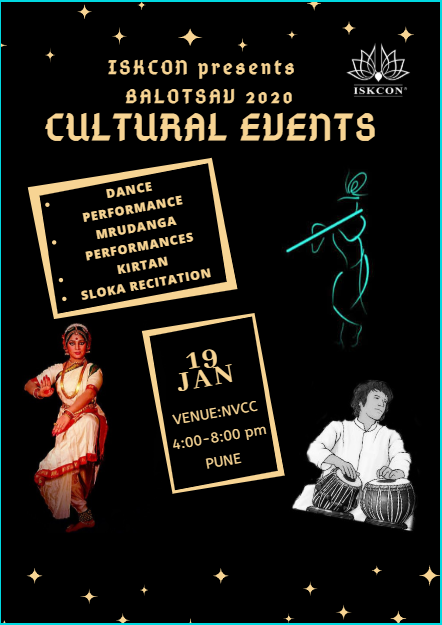 ISKCON presents
BALOTSAV 2020
ISKCON®
CULTURAL EVENTS
• DANCE
PERFORMANCE
• MRUDANGA
PERFORMANCES
• KIRTAN
• SLOKA RECITATION
19
JAN
VENUE:NVCC
4:00-8:00 pm
PUNE